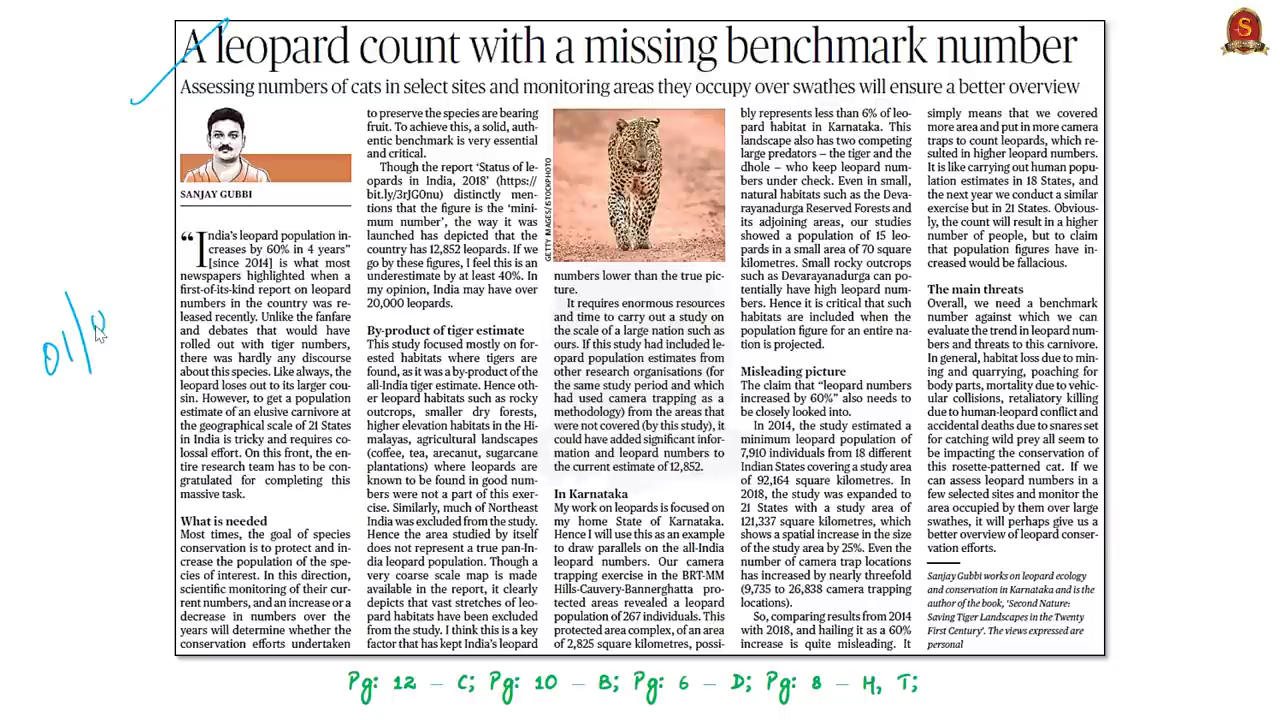 A leopard count with a missing benchmark number
Assessing numbers of cats in select sites and monitoring areas they occupy over swathes will ensure a better overview
SANJAY GUBBI
“India’s leopard population in-
creases by 60% in 4 years”
[since 2014] is what most
newspapers highlighted when a
first-of-its-kind report on leopard
numbers in the country was re-
leased recently. Unlike the fanfare
and debates that would have
rolled out with tiger numbers,
there was hardly any discourse
about this species. Like always, the
leopard loses out to its larger cou-
sin. However, to get a population
estimate of an elusive carnivore at
the geographical scale of 21 States
in India is tricky and requires co-
lossal effort. On this front, the en-
tire research team has to be con-
gratulated for completing this
massive task.
What is needed
Most times, the goal of species
conservation is to protect and in-
crease the population of the spe-
cies of interest. In this direction,
scientific monitoring of their cur-
rent numbers, and an increase or a
decrease in numbers over the
years will determine whether the
conservation efforts undertaken
to preserve the species are bearing
fruit. To achieve this, a solid, auth-
entic benchmark is very essential
and critical.
Though the report ‘Status of le-
opards in India, 2018’ (https://
bit.ly/3rJG0nu) distinctly men-
tions that the figure is the ‘mini-
mum number’, the way it was
launched has depicted that the
country has 12,852 leopards. If we
go by these figures, I feel this is an
underestimate by at least 40%. In
my opinion, India may have over
20,000 leopards.
By-product of tiger estimate
This study focused mostly on for-
ested habitats where tigers are
found, as it was a by-product of the
all-India tiger estimate. Hence oth-
er leopard habitats such as rocky
outcrops, smaller dry forests,
higher elevation habitats in the Hi-
malayas, agricultural landscapes
(coffee, tea, arecanut, sugarcane
plantations) where leopards are
known to be found in good num-
bers were not a part of this exer-
cise. Similarly, much of Northeast
India was excluded from the study.
Hence the area studied by itself
does not represent a true pan-In-
dia leopard population. Though a
very coarse scale map is made
available in the report, it clearly
depicts that vast stretches of leo-
pard habitats have been excluded
from the study. I think this is a key
factor that has kept India’s leopard
GETTY IMAGES/ISTOCKPHOTO
numbers lower than the true pic-
ture.
It requires enormous resources
and time to carry out a study on
the scale of a large nation such as
ours. If this study had included le-
opard population estimates from
other research organisations (for
the same study period and which
had used camera trapping as a
methodology) from the areas that
were not covered (by this study), it
could have added significant infor-
mation and leopard numbers to
the current estimate of 12,852.
In Karnataka
My work on leopards is focused on
my home State of Karnataka.
Hence I will use this as an example
to draw parallels on the all-India
leopard numbers. Our camera
trapping exercise in the BRT-MM
Hills-Cauvery-Bannerghatta pro-
tected areas revealed a leopard
population of 267 individuals. This
protected area complex, of an area
of 2,825 square kilometres, possi-
bly represents less than 6% of leo-
pard habitat in Karnataka. This
landscape also has two competing
large predators – the tiger and the
dhole – who keep leopard num-
bers under check. Even in small,
natural habitats such as the Deva-
rayanadurga Reserved Forests and
its adjoining areas, our studies
showed a population of 15 leo-
pards in a small area of 70 square
kilometres. Small rocky outcrops
such as Devarayanadurga can po-
tentially have high leopard num-
bers. Hence it is critical that such
habitats are included when the
population figure for an entire na-
tion is projected.
Misleading picture
The claim that “leopard numbers
increased by 60%” also needs to
be closely looked into.
In 2014, the study estimated a
minimum leopard population of
7,910 individuals from 18 different
Indian States covering a study area
of 92,164 square kilometres. In
2018, the study was expanded to
21 States with a study area of
121,337 square kilometres, which
shows a spatial increase in the size
of the study area by 25%. Even the
number of camera trap locations
has increased by nearly threefold
(9,735 to 26,838 camera trapping
locations).
So, comparing results from 2014
with 2018, and hailing it as a 60%
increase is quite misleading. It
simply means that we covered
more area and put in more camera
traps to count leopards, which re-
sulted in higher leopard numbers.
It is like carrying out human popu-
lation estimates in 18 States, and
the next year we conduct a similar
exercise but in 21 States. Obvious-
ly, the count will result in a higher
number of people, but to claim
that population figures have in-
creased would be fallacious.
The main threats
Overall, we need a benchmark
number against which we can
evaluate the trend in leopard num-
bers and threats to this carnivore.
In general, habitat loss due to min-
ing and quarrying, poaching for
body parts, mortality due to vehic-
ular collisions, retaliatory killing
due to human-leopard conflict and
accidental deaths due to snares set
for catching wild prey all seem to
be impacting the conservation of
this rosette-patterned cat. If we
can assess leopard numbers in a
few selected sites and monitor the
area occupied by them over large
swathes, it will perhaps give us a
better overview of leopard conser-
vation efforts.
Sanjay Gubbi works on leopard ecology
and conservation in Karnataka and is the
author of the book, ‘Second Nature:
Saving Tiger Landscapes in the Twenty
First Century’. The views expressed are
personal
01/
Pg: 12 – C; Pg: 10 – B; Pg: 6 – D; Pg: 8 – H, T;